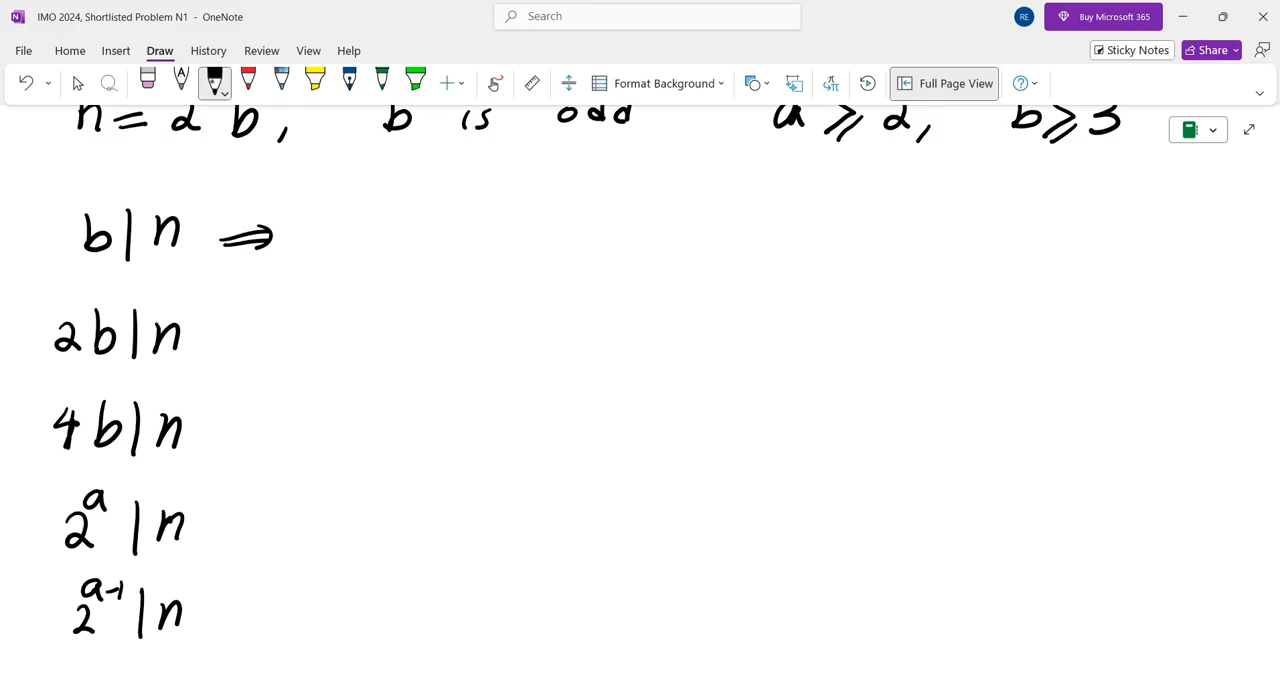 IMO 2024, Shortlisted Problem N1 - OneNote
Search
RE
Buy Microsoft 365
File Home Insert Draw History Review View Help
Sticky Notes
Share
Format Background
Full Page View
n = 2 b, b is odd a ⩾ 2, b ⩾ 3
b | n ⇒
2b | n
4b | n
2^a | n
2^{a-1} | n